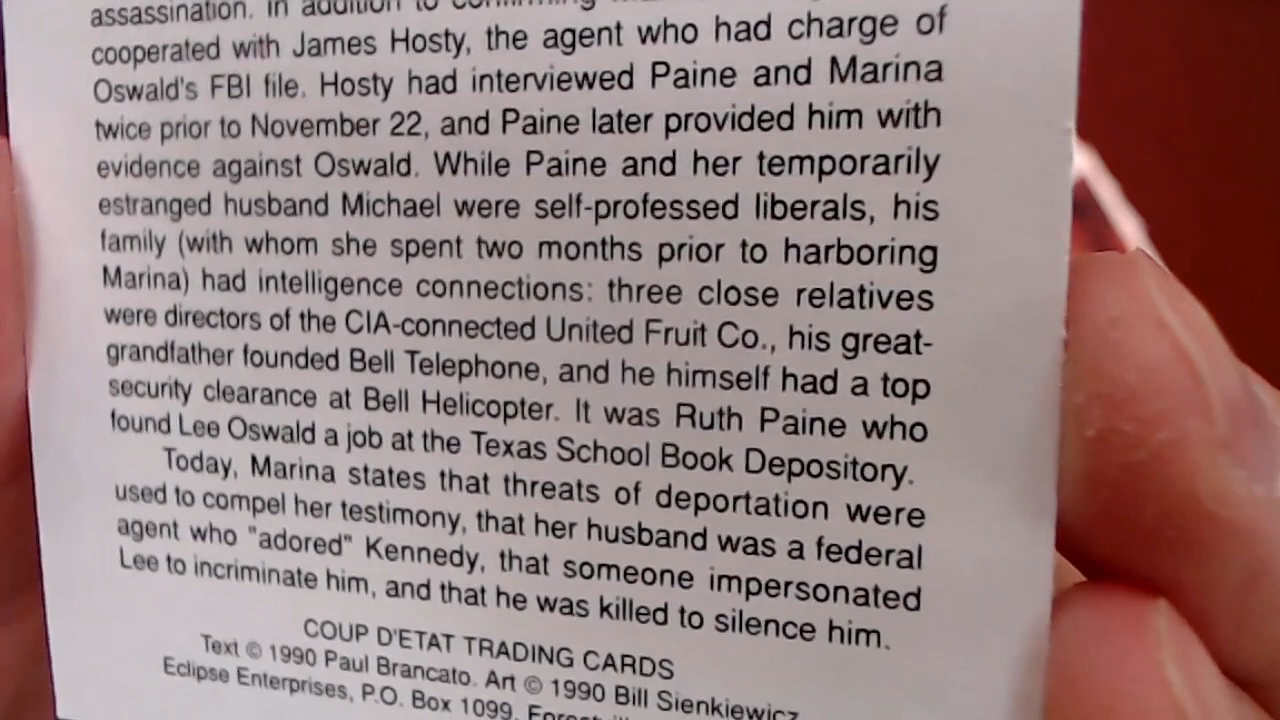 assassination. In addition to confirming
cooperated with James Hosty, the agent who had charge of
Oswald's FBI file. Hosty had interviewed Paine and Marina
twice prior to November 22, and Paine later provided him with
evidence against Oswald. While Paine and her temporarily
estranged husband Michael were self-professed liberals, his
family (with whom she spent two months prior to harboring
Marina) had intelligence connections: three close relatives
were directors of the CIA-connected United Fruit Co., his great-
grandfather founded Bell Telephone, and he himself had a top
security clearance at Bell Helicopter. It was Ruth Paine who
found Lee Oswald a job at the Texas School Book Depository.
Today, Marina states that threats of deportation were
used to compel her testimony, that her husband was a federal
agent who "adored" Kennedy, that someone impersonated
Lee to incriminate him, and that he was killed to silence him.
COUP D'ETAT TRADING CARDS
Text © 1990 Paul Brancato. Art © 1990 Bill Sienkiewicz
Eclipse Enterprises, P.O. Box 1099,